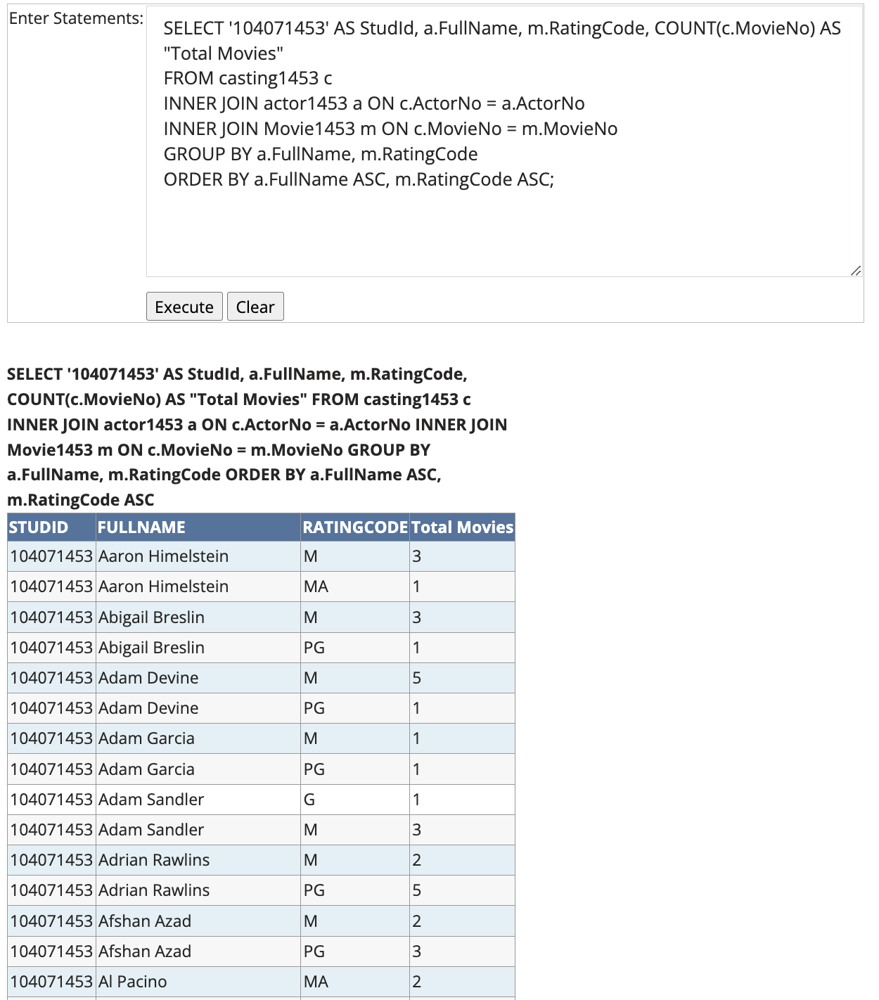 Enter Statements:
SELECT '104071453' AS StudId, a.FullName, m.RatingCode, COUNT(c.MovieNo) AS
"Total Movies"
FROM casting1453 c
INNER JOIN actor1453 a ON c.ActorNo = a.ActorNo
INNER JOIN Movie1453 m ON c.MovieNo = m.MovieNo
GROUP BY a.FullName, m.RatingCode
ORDER BY a.FullName ASC, m.RatingCode ASC;
Execute Clear
SELECT '104071453' AS StudId, a.FullName, m.RatingCode,
COUNT(c.MovieNo) AS "Total Movies" FROM casting1453 c
INNER JOIN actor1453 a ON c.ActorNo = a.ActorNo INNER JOIN
Movie1453 m ON c.MovieNo = m.MovieNo GROUP BY
a.FullName, m.RatingCode ORDER BY a.FullName ASC,
m.RatingCode ASC
STUDID FULLNAME RATINGCODE Total Movies
104071453 Aaron Himelstein M 3
104071453 Aaron Himelstein MA 1
104071453 Abigail Breslin M 3
104071453 Abigail Breslin PG 1
104071453 Adam Devine M 5
104071453 Adam Devine PG 1
104071453 Adam Garcia M 1
104071453 Adam Garcia PG 1
104071453 Adam Sandler G 1
104071453 Adam Sandler M 3
104071453 Adrian Rawlins M 2
104071453 Adrian Rawlins PG 5
104071453 Afshan Azad M 2
104071453 Afshan Azad PG 3
104071453 Al Pacino MA 2